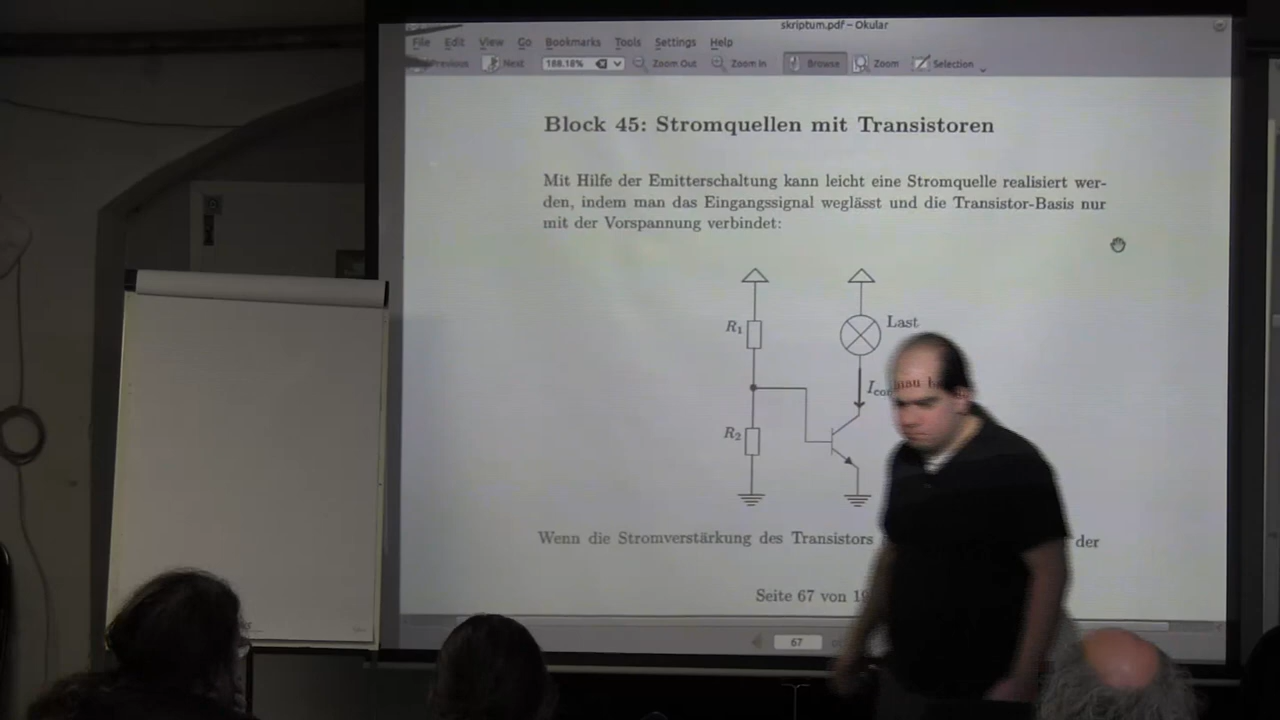 skriptum.pdf – Okular
File Edit View Go Bookmarks Tools Settings Help
Previous Next 188.18% Zoom Out Zoom In Browse Zoom Selection
Block 45: Stromquellen mit Transistoren
Mit Hilfe der Emitterschaltung kann leicht eine Stromquelle realisiert wer-
den, indem man das Eingangssignal weglässt und die Transistor-Basis nur
mit der Vorspannung verbindet:
R1
Last
R2
Wenn die Stromverstärkung des Transistors der
Seite 67 von
67